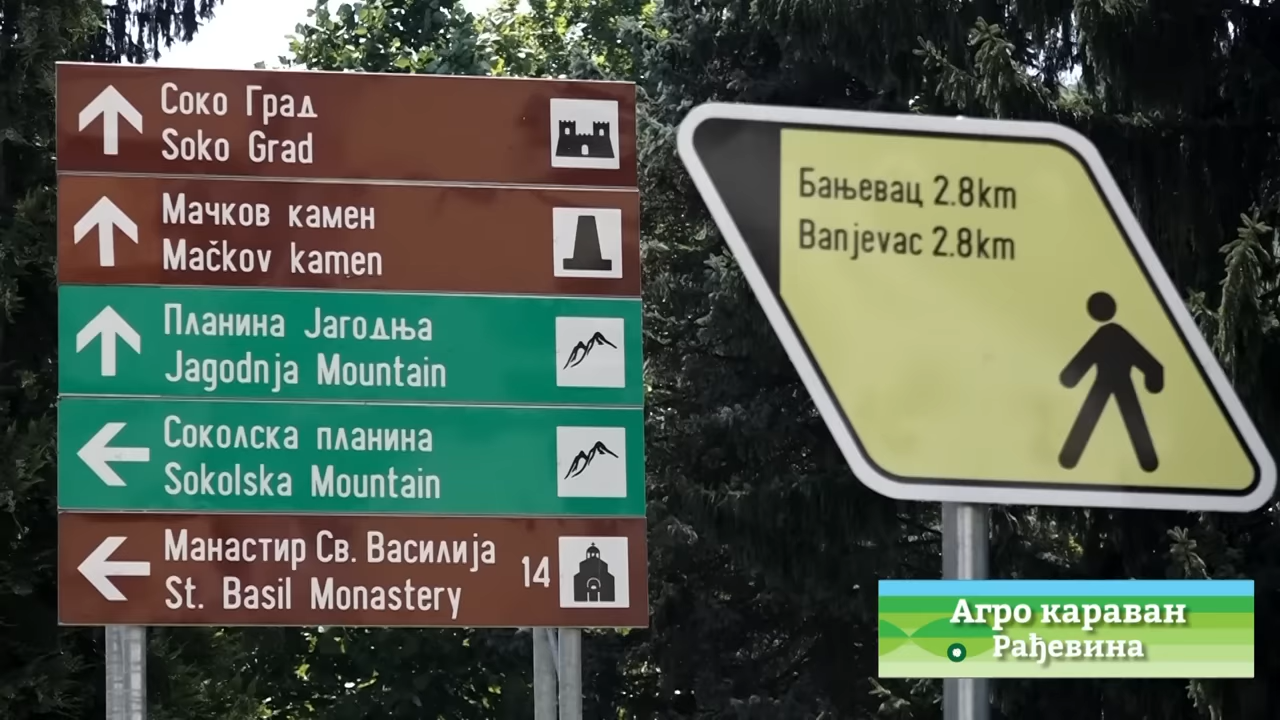 Соко Град
Soko Grad
Мачков камен
Mačkov kamen
Планина Јагодња
Jagodnja Mountain
Соколска планина
Sokolska Mountain
Манастир Св. Василија
St. Basil Monastery
14
Бањевац 2.8km
Banjevac 2.8km
Агро караван
Рађевина